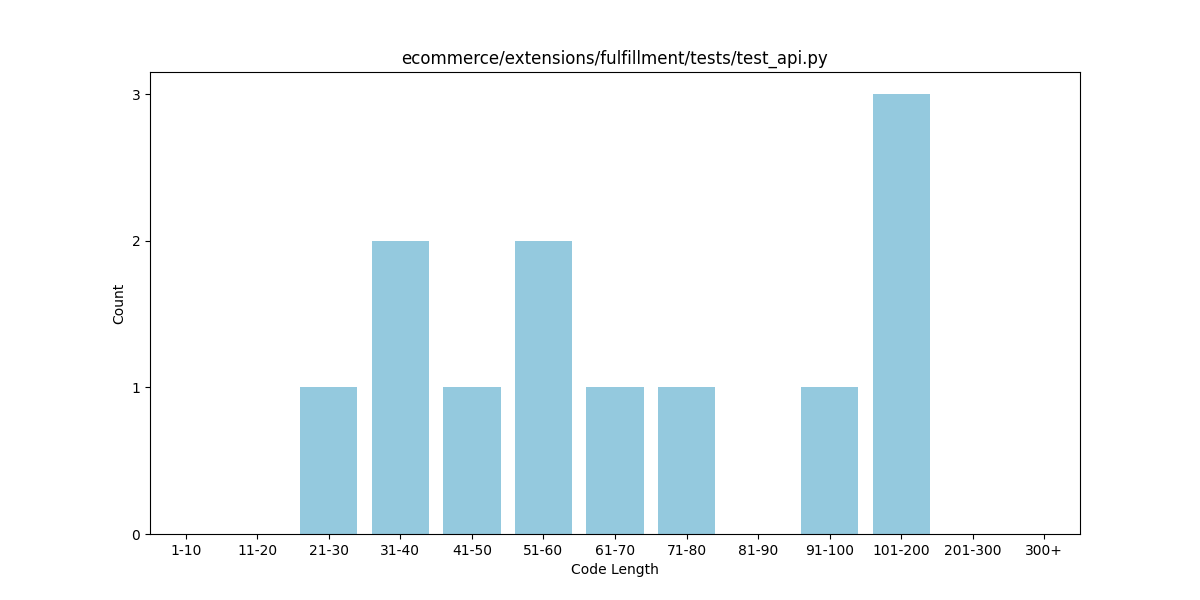 ecommerce/extensions/fulfillment/tests/test_api.py
3
2
1
0
Count
1-10 11-20 21-30 31-40 41-50 51-60 61-70 71-80 81-90 91-100 101-200 201-300 300+
Code Length